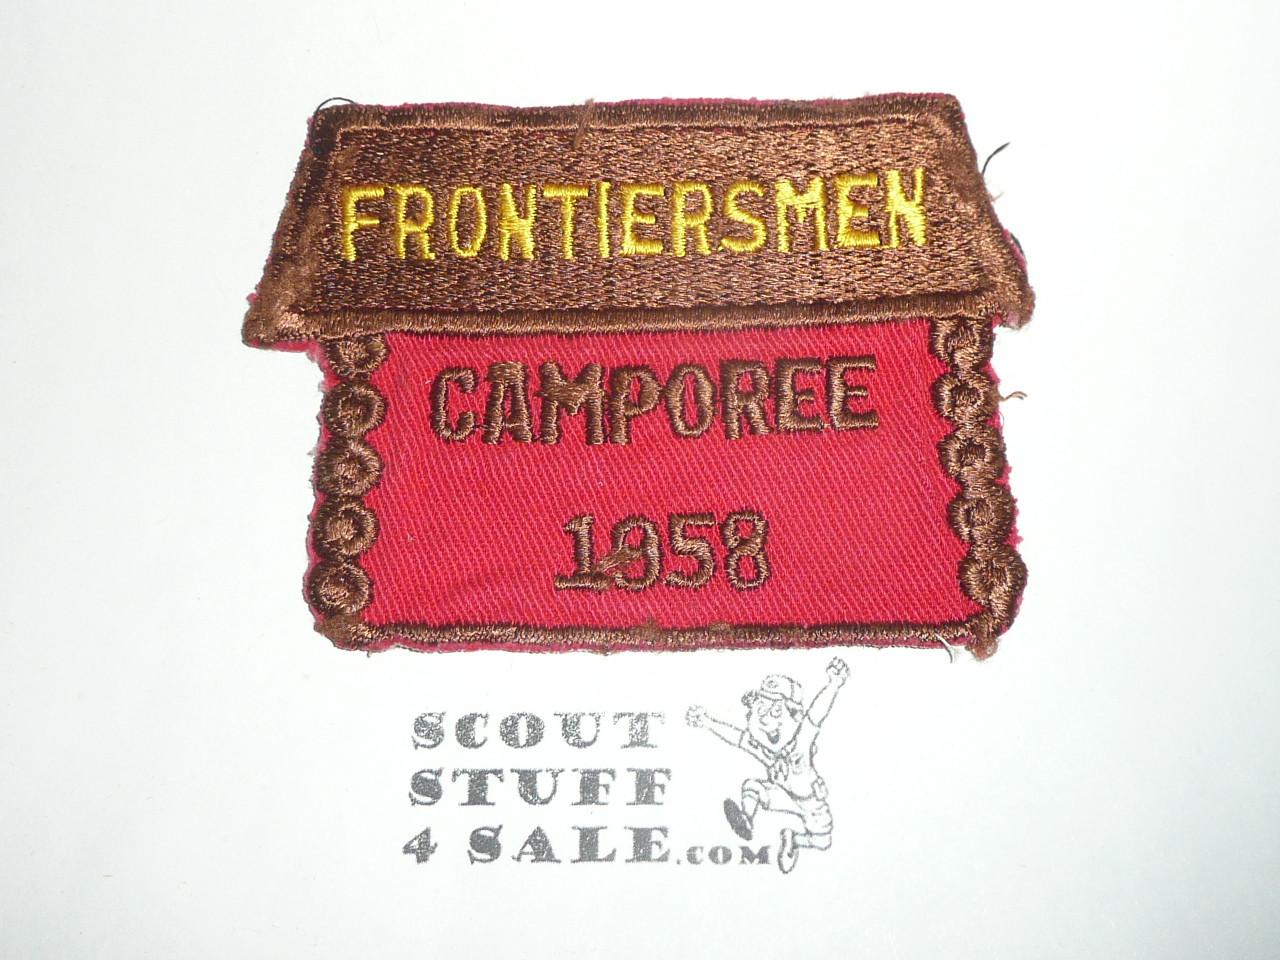 FRONTIERSMEN
CAMPOREE
1958
SCOUT
STUFF
4 SALE.COM